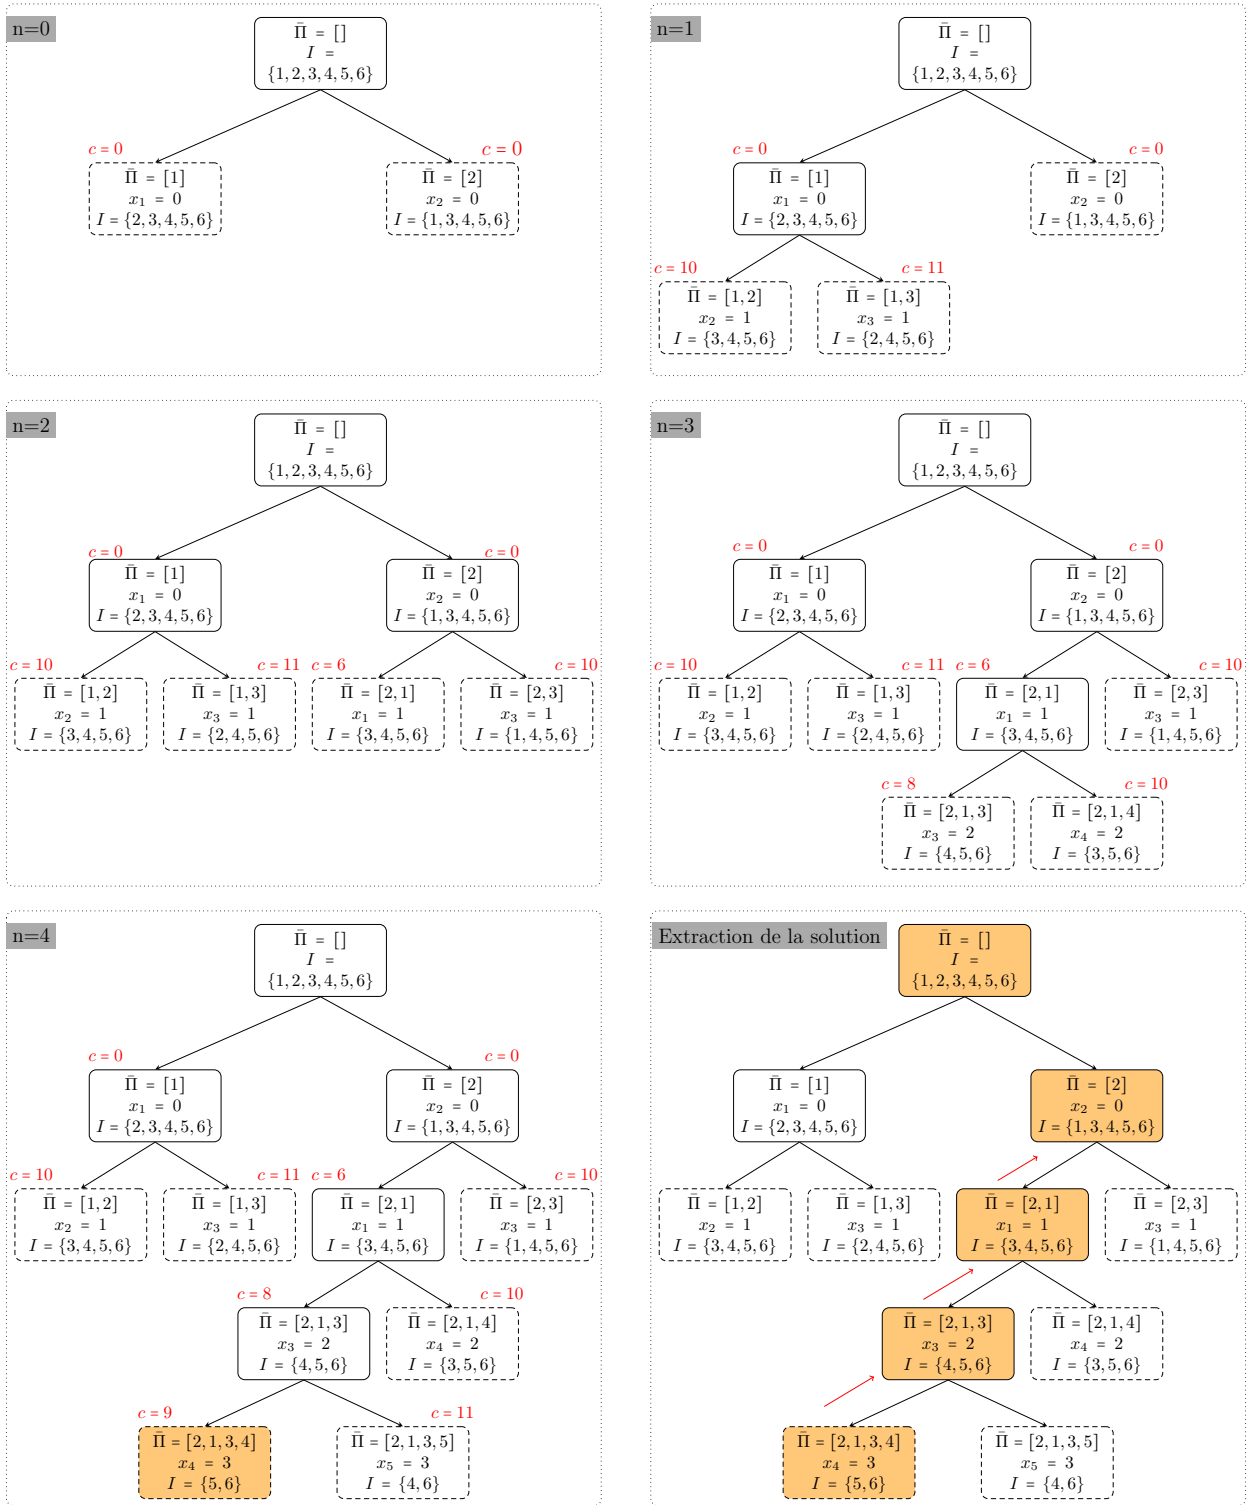 n=0
Π̄ = []
I =
{1,2,3,4,5,6}
c = 0
c = 0
Π̄ = [1]
x₁ = 0
I = {2,3,4,5,6}
Π̄ = [2]
x₂ = 0
I = {1,3,4,5,6}
n=1
Π̄ = []
I =
{1,2,3,4,5,6}
c = 0
c = 0
Π̄ = [1]
x₁ = 0
I = {2,3,4,5,6}
Π̄ = [2]
x₂ = 0
I = {1,3,4,5,6}
c = 10
c = 11
Π̄ = [1,2]
x₂ = 1
I = {3,4,5,6}
Π̄ = [1,3]
x₃ = 1
I = {2,4,5,6}
n=2
Π̄ = []
I =
{1,2,3,4,5,6}
c = 0
c = 0
Π̄ = [1]
x₁ = 0
I = {2,3,4,5,6}
Π̄ = [2]
x₂ = 0
I = {1,3,4,5,6}
c = 10
c = 11
c = 6
c = 10
Π̄ = [1,2]
x₂ = 1
I = {3,4,5,6}
Π̄ = [1,3]
x₃ = 1
I = {2,4,5,6}
Π̄ = [2,1]
x₁ = 1
I = {3,4,5,6}
Π̄ = [2,3]
x₃ = 1
I = {1,4,5,6}
n=3
Π̄ = []
I =
{1,2,3,4,5,6}
c = 0
c = 0
Π̄ = [1]
x₁ = 0
I = {2,3,4,5,6}
Π̄ = [2]
x₂ = 0
I = {1,3,4,5,6}
c = 10
c = 11
c = 6
c = 10
Π̄ = [1,2]
x₂ = 1
I = {3,4,5,6}
Π̄ = [1,3]
x₃ = 1
I = {2,4,5,6}
Π̄ = [2,1]
x₁ = 1
I = {3,4,5,6}
Π̄ = [2,3]
x₃ = 1
I = {1,4,5,6}
c = 8
c = 10
Π̄ = [2,1,3]
x₃ = 2
I = {4,5,6}
Π̄ = [2,1,4]
x₄ = 2
I = {3,5,6}
n=4
Π̄ = []
I =
{1,2,3,4,5,6}
c = 0
c = 0
Π̄ = [1]
x₁ = 0
I = {2,3,4,5,6}
Π̄ = [2]
x₂ = 0
I = {1,3,4,5,6}
c = 10
c = 11
c = 6
c = 10
Π̄ = [1,2]
x₂ = 1
I = {3,4,5,6}
Π̄ = [1,3]
x₃ = 1
I = {2,4,5,6}
Π̄ = [2,1]
x₁ = 1
I = {3,4,5,6}
Π̄ = [2,3]
x₃ = 1
I = {1,4,5,6}
c = 8
c = 10
Π̄ = [2,1,3]
x₃ = 2
I = {4,5,6}
Π̄ = [2,1,4]
x₄ = 2
I = {3,5,6}
c = 9
c = 11
Π̄ = [2,1,3,4]
x₄ = 3
I = {5,6}
Π̄ = [2,1,3,5]
x₅ = 3
I = {4,6}
Extraction de la solution
Π̄ = []
I =
{1,2,3,4,5,6}
Π̄ = [1]
x₁ = 0
I = {2,3,4,5,6}
Π̄ = [2]
x₂ = 0
I = {1,3,4,5,6}
Π̄ = [1,2]
x₂ = 1
I = {3,4,5,6}
Π̄ = [1,3]
x₃ = 1
I = {2,4,5,6}
Π̄ = [2,1]
x₁ = 1
I = {3,4,5,6}
Π̄ = [2,3]
x₃ = 1
I = {1,4,5,6}
Π̄ = [2,1,3]
x₃ = 2
I = {4,5,6}
Π̄ = [2,1,4]
x₄ = 2
I = {3,5,6}
Π̄ = [2,1,3,4]
x₄ = 3
I = {5,6}
Π̄ = [2,1,3,5]
x₅ = 3
I = {4,6}